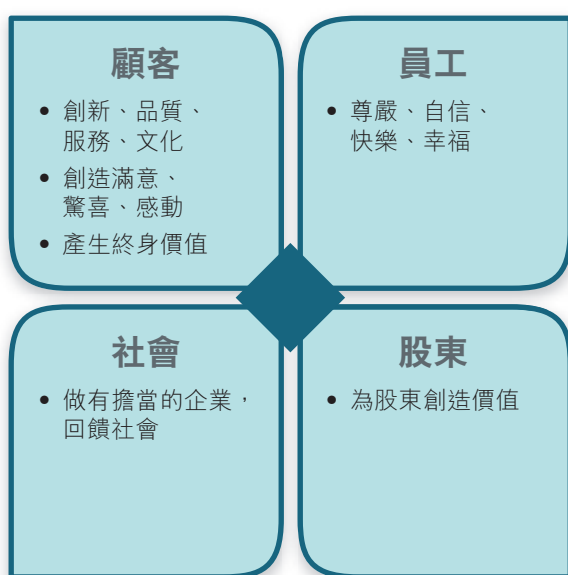 顧客
• 創新、品質、
服務、文化
• 創造滿意、
驚喜、感動
• 產生終身價值
員工
• 尊嚴、自信、
快樂、幸福
社會
• 做有擔當的企業，
回饋社會
股東
• 為股東創造價值